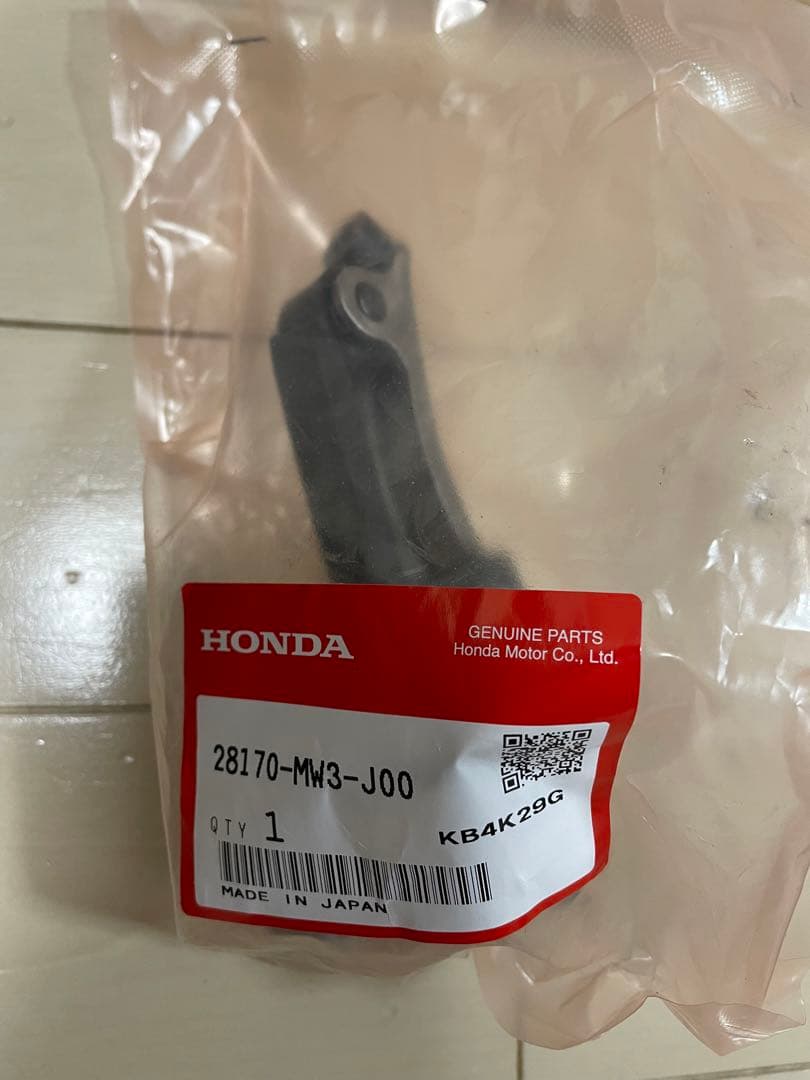 HONDA
GENUINE PARTS
Honda Motor Co., Ltd.
28170-MW3-J00
QTY 1
KB4K29G
MADE IN JAPAN